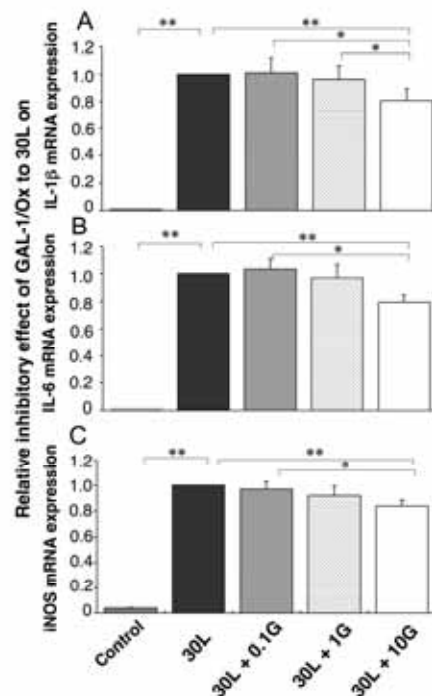 Relative inhibitory effect of GAL-1/Ox to 30L on
A
IL-1β mRNA expression
1.2
1.0
0.8
0.6
0.4
0.2
0
**
**
*
*
B
IL-6 mRNA expression
1.2
1.0
0.8
0.6
0.4
0.2
0
**
**
*
C
iNOS mRNA expression
1.2
1.0
0.8
0.6
0.4
0.2
0
**
**
*
Control
30L
30L + 0.1G
30L + 1G
30L + 10G